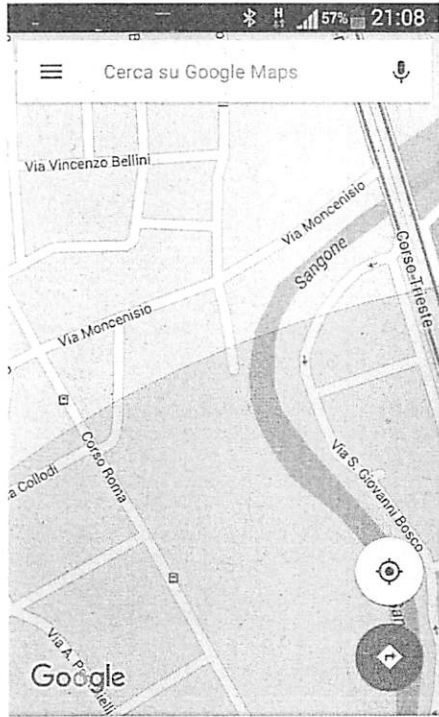 H 57% 21:08
Cerca su Google Maps
Via Vincenzo Bellini
Via Moncenisio
Sangone
Corso Trieste
Via Moncenisio
Corso Roma
Collodi
Via S. Giovanni Bosco
Via A.
Google